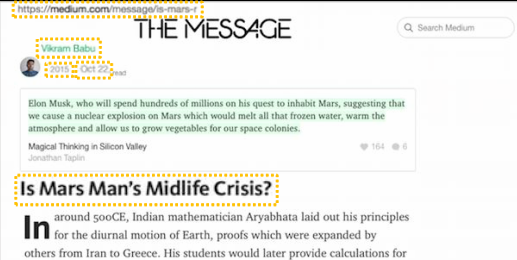 https://medium.com/message/is-mars-r
THE MESSAGE
Search Medium
Vikram Babu
2015 Oct 22 read
Elon Musk, who will spend hundreds of millions on his quest to inhabit Mars, suggesting that
we cause a nuclear explosion on Mars which would melt all that frozen water, warm the
atmosphere and allow us to grow vegetables for our space colonies.
Magical Thinking in Silicon Valley
164 6
Jonathan Taplin
Is Mars Man's Midlife Crisis?
In around 500CE, Indian mathematician Aryabhata laid out his principles
for the diurnal motion of Earth, proofs which were expanded by
others from Iran to Greece. His students would later provide calculations for